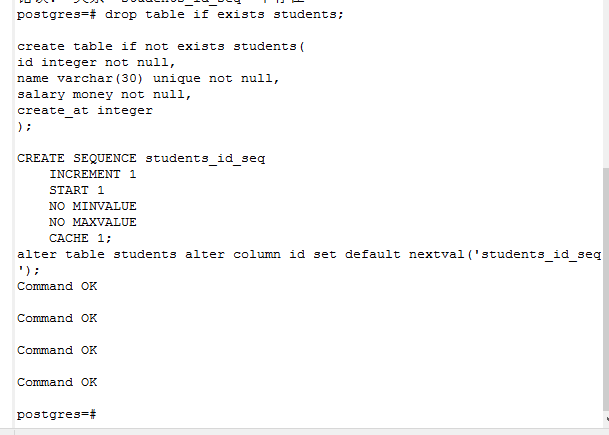 postgres=# drop table if exists students;
create table if not exists students(
id integer not null,
name varchar(30) unique not null,
salary money not null,
create_at integer
);
CREATE SEQUENCE students_id_seq
INCREMENT 1
START 1
NO MINVALUE
NO MAXVALUE
CACHE 1;
alter table students alter column id set default nextval('students_id_seq
');
Command OK
Command OK
Command OK
Command OK
postgres=#